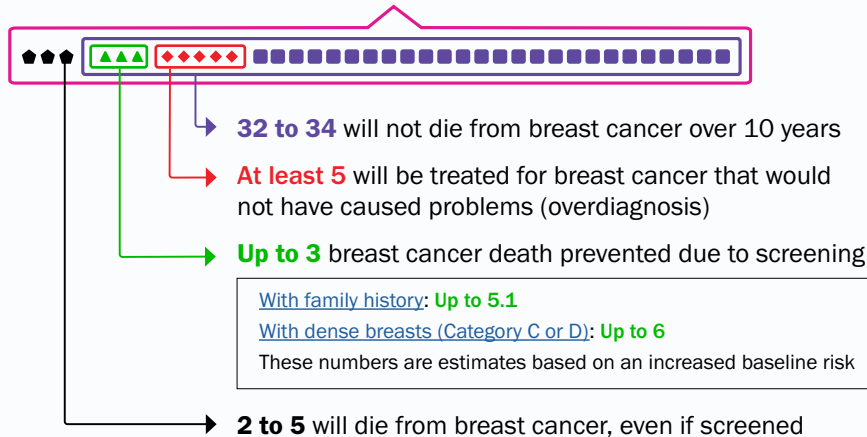 32 to 34 will not die from breast cancer over 10 years
At least 5 will be treated for breast cancer that would
not have caused problems (overdiagnosis)
Up to 3 breast cancer death prevented due to screening
With family history: Up to 5.1
With dense breasts (Category C or D): Up to 6
These numbers are estimates based on an increased baseline risk
2 to 5 will die from breast cancer, even if screened